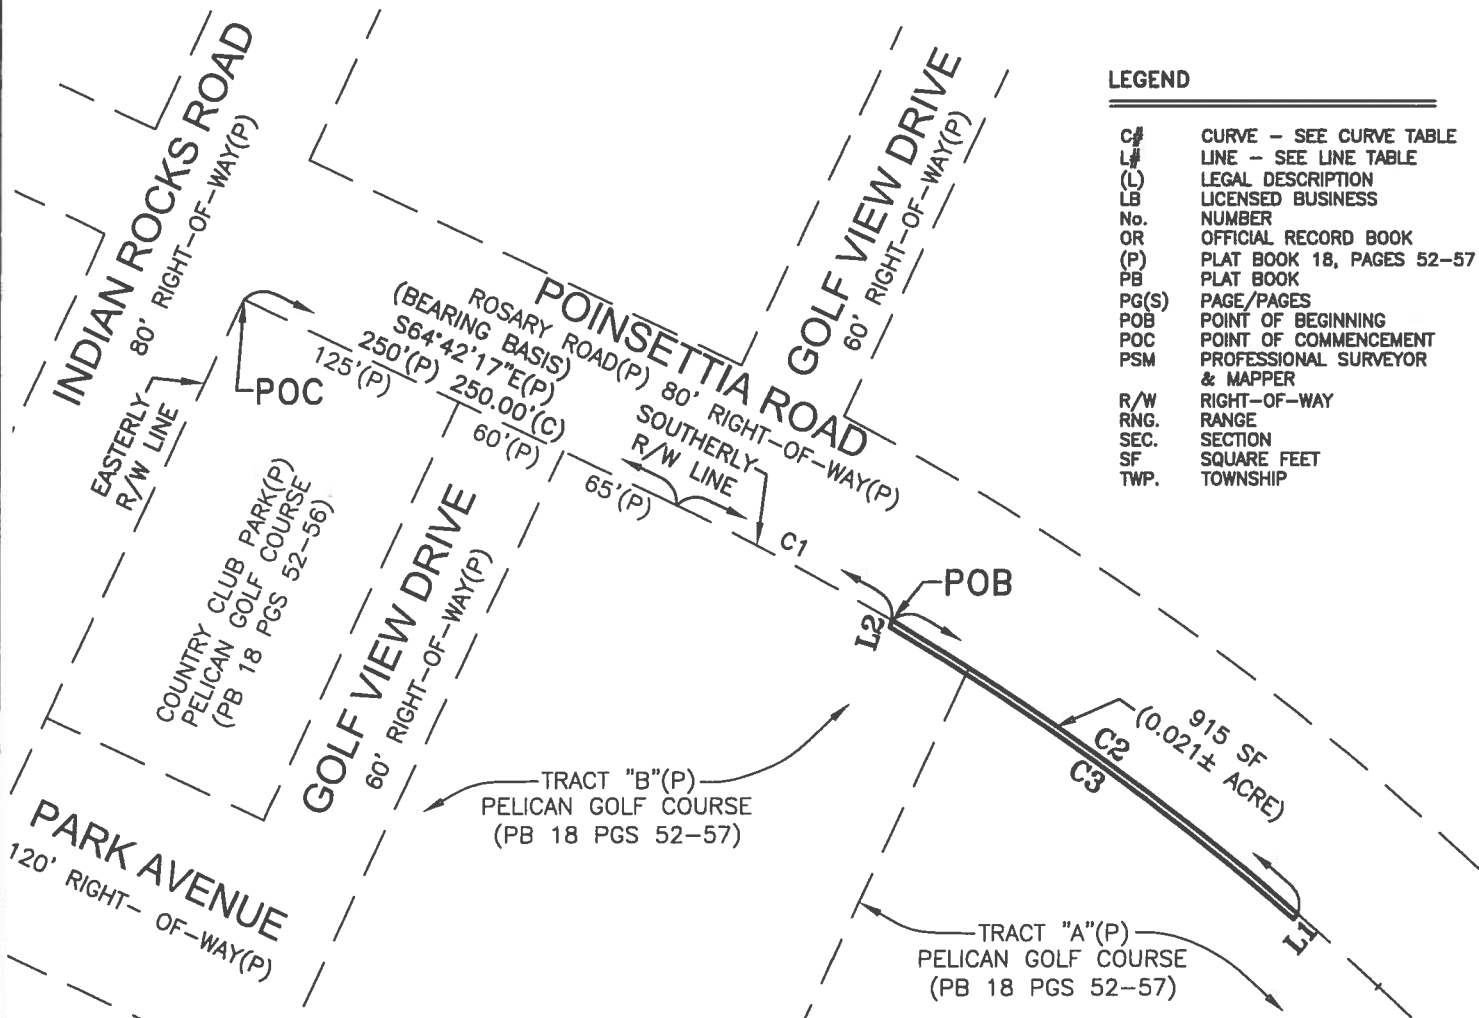 INDIAN ROCKS ROAD
80' RIGHT-OF-WAY(P)
POC
EASTERLY
R/W LINE
125'(P)
ROSARY ROAD(P)
(BEARING BASIS)
S64°42'17"E(P)
250'(P) 250.00'(C)
60'(P)
65'(P)
POINSETTIA ROAD
80' RIGHT-OF-WAY(P)
SOUTHERLY
R/W LINE
GOLF VIEW DRIVE
60' RIGHT-OF-WAY(P)
C1
POB
L2
COUNTRY CLUB PARK(P)
PELICAN GOLF COURSE
(PB 18 PGS 52-56)
GOLF VIEW DRIVE
60' RIGHT-OF-WAY(P)
TRACT "B"(P)
PELICAN GOLF COURSE
(PB 18 PGS 52-57)
C2
C3
915 SF
(0.021± ACRE)
L1
TRACT "A"(P)
PELICAN GOLF COURSE
(PB 18 PGS 52-57)
PARK AVENUE
120' RIGHT- OF-WAY(P)
LEGEND
C# CURVE - SEE CURVE TABLE
L# LINE - SEE LINE TABLE
(L) LEGAL DESCRIPTION
LB LICENSED BUSINESS
No. NUMBER
OR OFFICIAL RECORD BOOK
(P) PLAT BOOK 18, PAGES 52-57
PB PLAT BOOK
PG(S) PAGE/PAGES
POB POINT OF BEGINNING
POC POINT OF COMMENCEMENT
PSM PROFESSIONAL SURVEYOR
& MAPPER
R/W RIGHT-OF-WAY
RNG. RANGE
SEC. SECTION
SF SQUARE FEET
TWP. TOWNSHIP